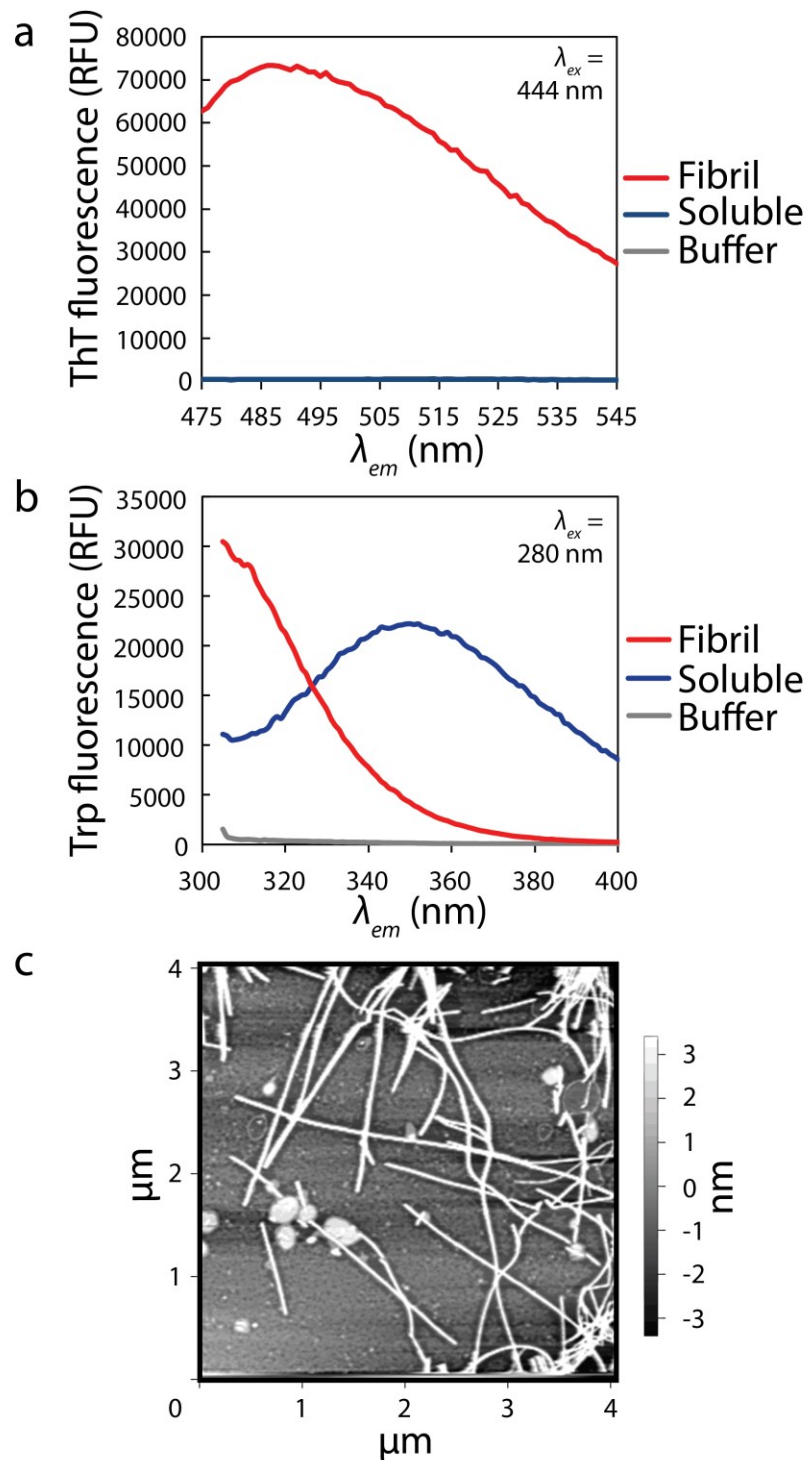 a
ThT fluorescence (RFU)
80000
70000
60000
50000
40000
30000
20000
10000
0
λex =
444 nm
Fibril
Soluble
Buffer
475 485 495 505 515 525 535 545
λem (nm)
b
Trp fluorescence (RFU)
35000
30000
25000
20000
15000
10000
5000
0
λex =
280 nm
Fibril
Soluble
Buffer
300 320 340 360 380 400
λem (nm)
c
μm
4
3
2
1
0 1 2 3 4
μm
3
2
1
0
-1
-2
-3
nm